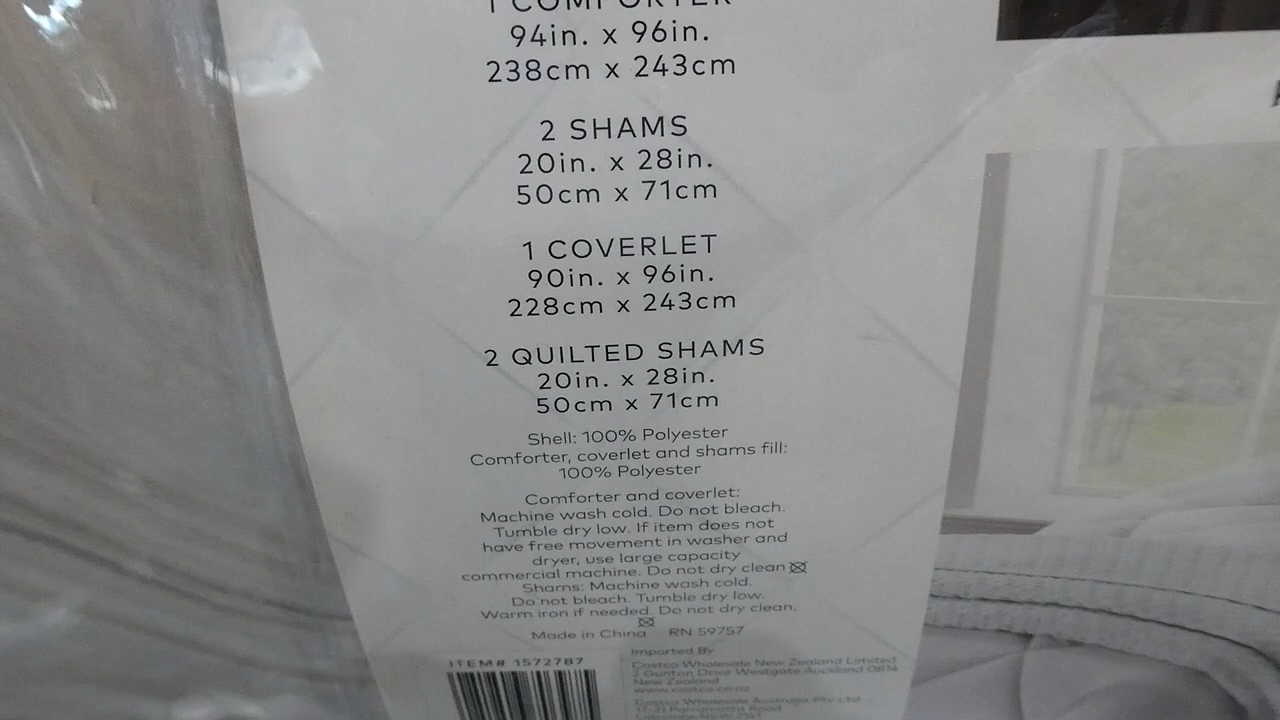 1 COMFORTER
94in. x 96in.
238cm x 243cm
2 SHAMS
20in. x 28in.
50cm x 71cm
1 COVERLET
90in. x 96in.
228cm x 243cm
2 QUILTED SHAMS
20in. x 28in.
50cm x 71cm
Shell: 100% Polyester
Comforter, coverlet and shams fill:
100% Polyester
Comforter and coverlet:
Machine wash cold. Do not bleach.
Tumble dry low. If item does not
have free movement in washer and
dryer, use large capacity
commercial machine. Do not dry clean
Shams: Machine wash cold.
Do not bleach. Tumble dry low.
Warm iron if needed. Do not dry clean.
Made in China RN 59757
ITEM# 1572787
Imported By
Costco Wholesale New Zealand Limited
2 Gunton Drive Westgate Auckland 0814
New Zealand
www.costco.co.nz
Costco Wholesale Australia Pty Ltd
17-21 Parramatta Road